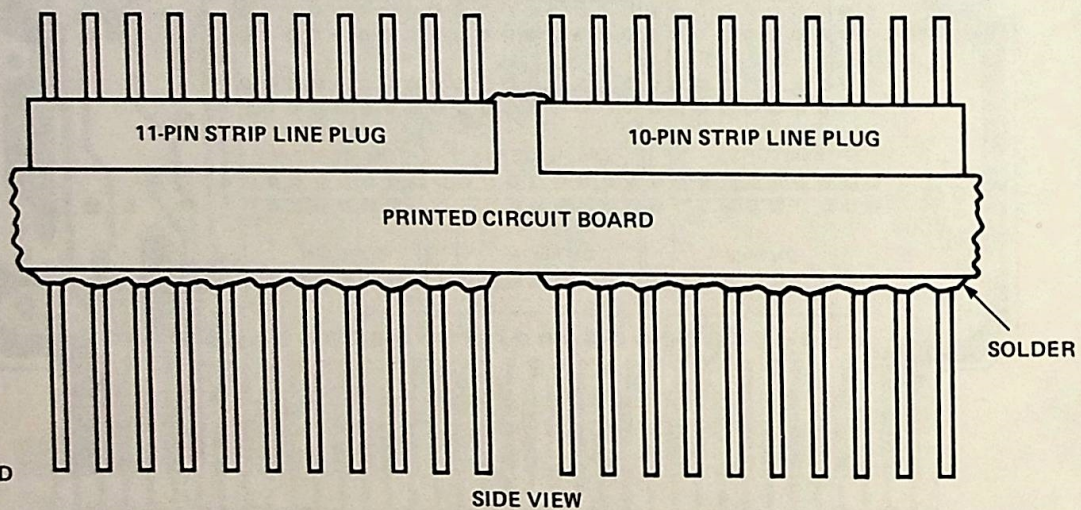 11-PIN STRIP LINE PLUG
10-PIN STRIP LINE PLUG
PRINTED CIRCUIT BOARD
SOLDER
D
SIDE VIEW